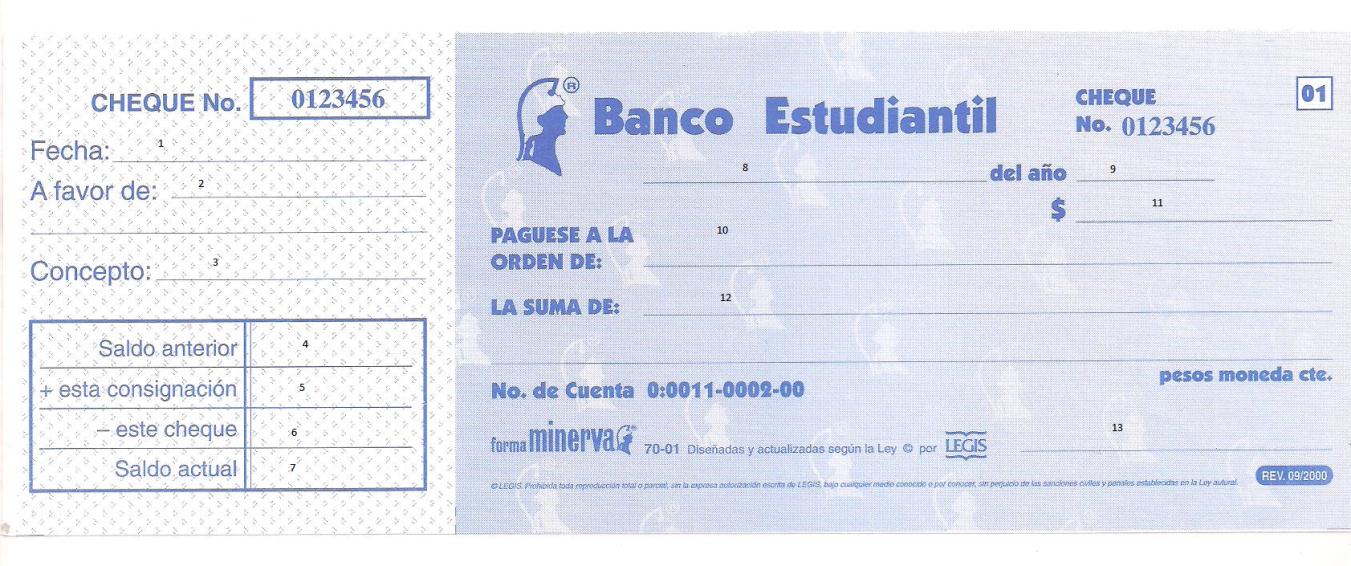 CHEQUE No. 0123456
Fecha: 1
A favor de: 2
Concepto: 3
Saldo anterior 4
+ esta consignación 5
– este cheque 6
Saldo actual 7
®
Banco Estudiantil
CHEQUE
No. 0123456
01
8 del año 9
$ 11
PAGUESE A LA
ORDEN DE: 10
LA SUMA DE: 12
pesos moneda cte.
No. de Cuenta 0:0011-0002-00
forma minerva® 70-01 Diseñadas y actualizadas según la Ley © por LEGIS
13
© LEGIS. Prohibida toda reproducción total o parcial, sin la expresa autorización escrita de LEGIS, bajo cualquier medio conocido o por conocer, sin perjuicio de las sanciones civiles y penales establecidas en la Ley autoral.
REV. 09/2000